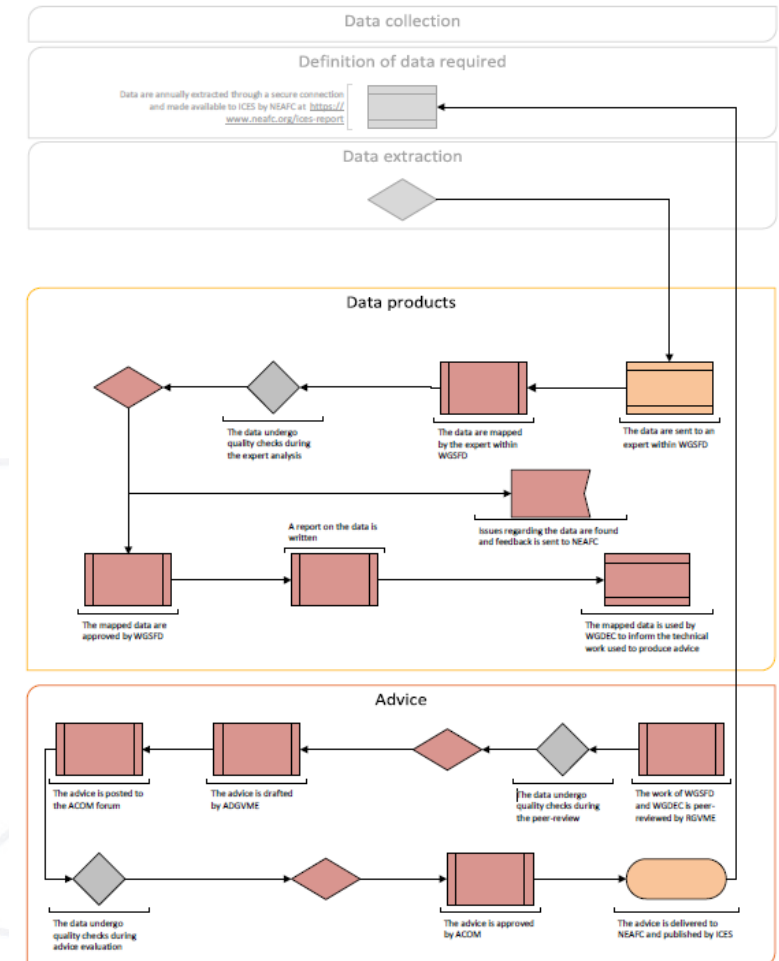 Data collection
Definition of data required
Data are annually extracted through a secure connection
and made available to ICES by NEAFC at https://
www.neafc.org/ices-report
Data extraction
Data products
The data undergo
quality checks during
the expert analysis
The data are mapped
by the expert within
WGSFD
The data are sent to an
expert within WGSFD
A report on the data is
written
Issues regarding the data are found
and feedback is sent to NEAFC
The mapped data are
approved by WGSFD
The mapped data is used by
WGDEC to inform the technical
work used to produce advice
Advice
The advice is posted to
the ACOM forum
The advice is drafted
by ADGVME
The data undergo
quality checks during
the peer-review
The work of WGSFD
and WGDEC is peer-
reviewed by RGVME
The data undergo
quality checks during
advice evaluation
The advice is approved
by ACOM
The advice is delivered to
NEAFC and published by ICES